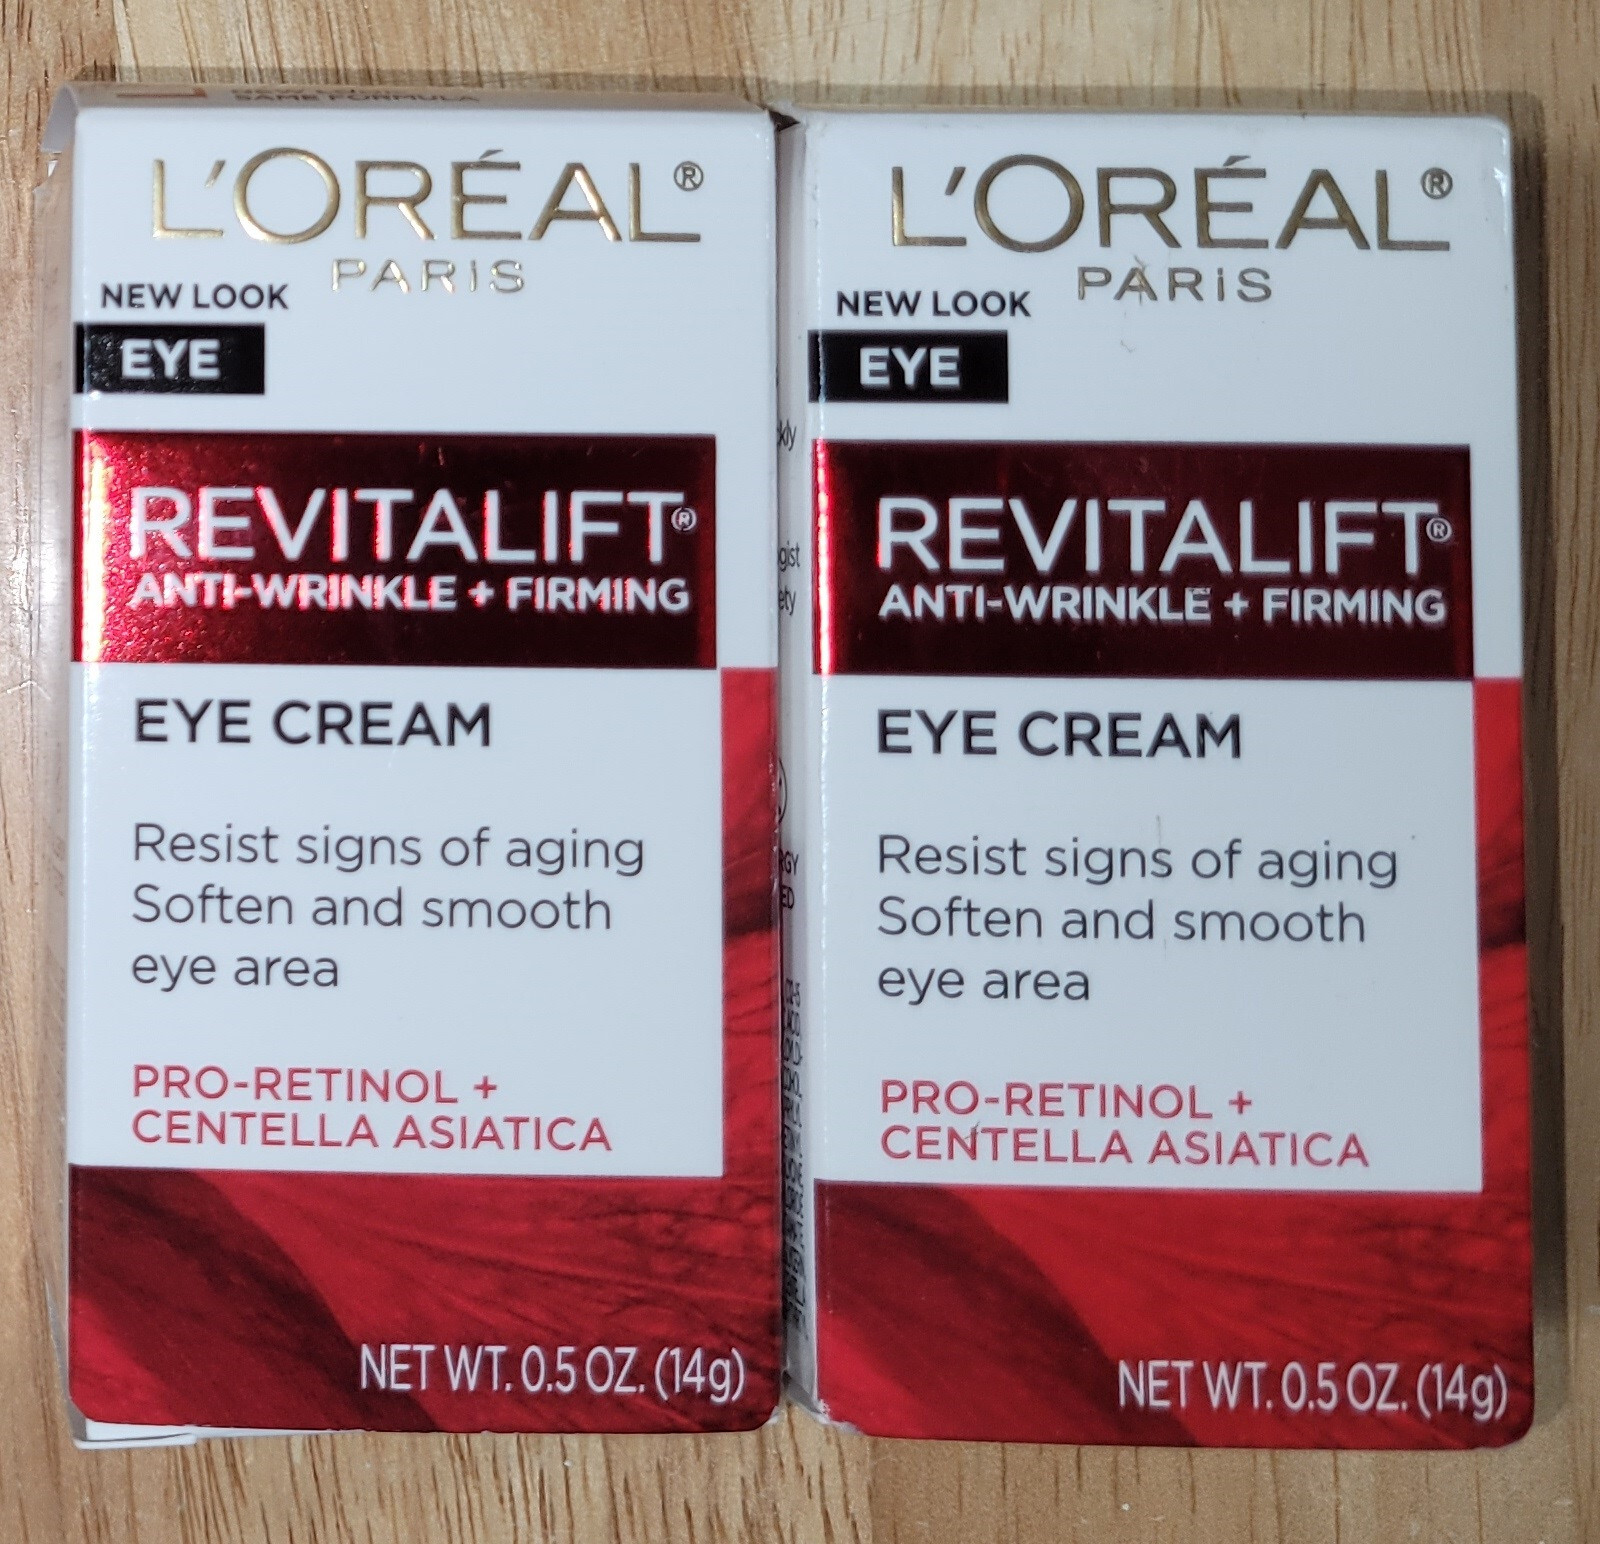 SAME FORMULA
L'ORÉAL®
PARiS
NEW LOOK
EYE
REVITALIFT®
ANTI-WRINKLE + FIRMING
EYE CREAM
Resist signs of aging
Soften and smooth
eye area
PRO-RETINOL +
CENTELLA ASIATICA
NET WT. 0.5 OZ. (14g)
L'ORÉAL®
PARiS
NEW LOOK
EYE
REVITALIFT®
ANTI-WRINKLE + FIRMING
EYE CREAM
Resist signs of aging
Soften and smooth
eye area
PRO-RETINOL +
CENTELLA ASIATICA
NET WT. 0.5 OZ. (14g)